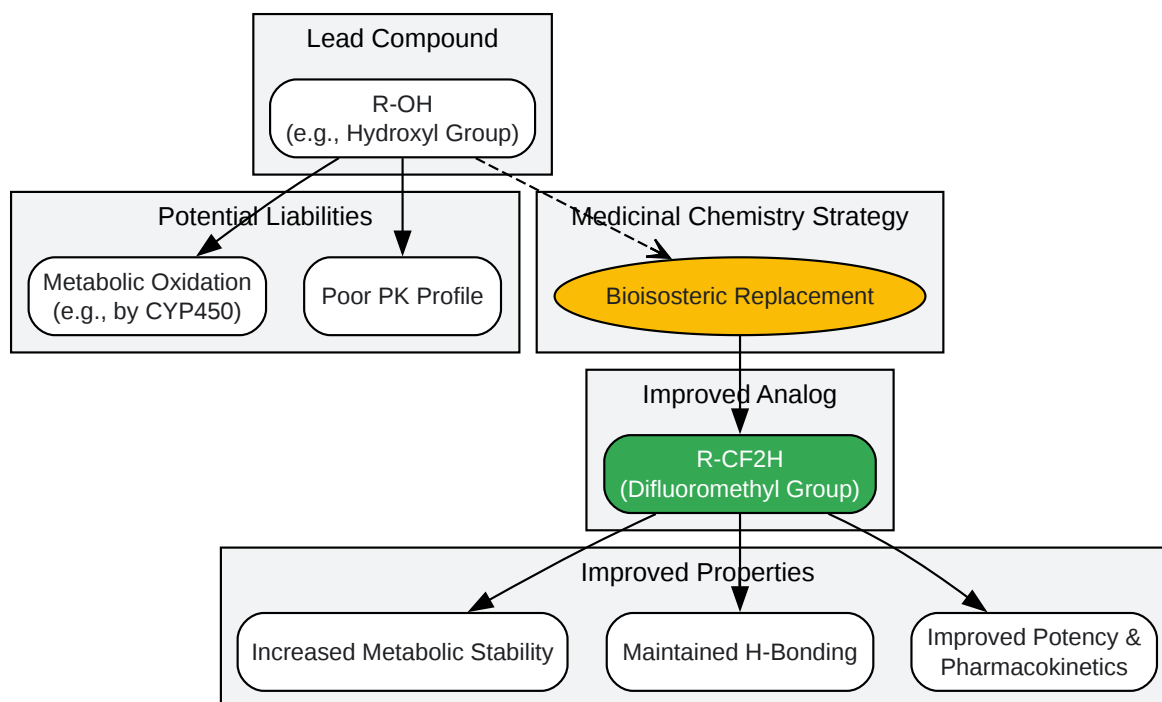 Lead Compound
R-OH
(e.g., Hydroxyl Group)
Potential Liabilities
Medicinal Chemistry Strategy
Metabolic Oxidation
(e.g., by CYP450)
Poor PK Profile
Bioisosteric Replacement
Improved Analog
R-CF2H
(Difluoromethyl Group)
Improved Properties
Increased Metabolic Stability
Maintained H-Bonding
Improved Potency &
Pharmacokinetics